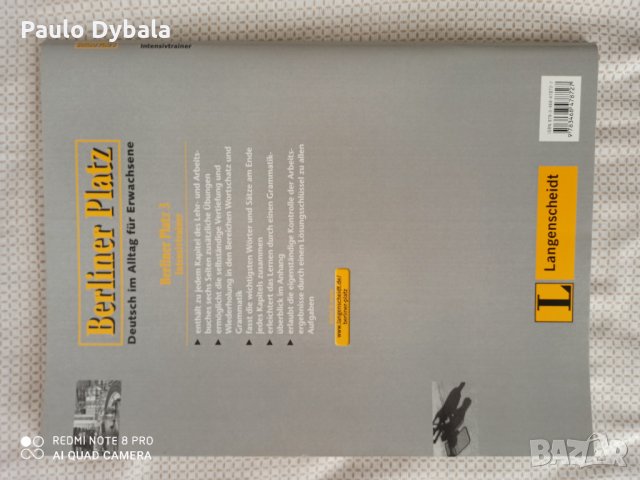 Paulo Dybala
Intensivtrainer
Berliner Platz
Deutsch im Alltag für Erwachsene
Berliner Platz 3
Intensivtrainer
▶ enthält zu jedem Kapitel des Lehr- und Arbeits-
buches sechs Seiten zusätzliche Übungen
▶ ermöglicht die selbständige Vertiefung und
Wiederholung in den Bereichen Wortschatz und
Grammatik
▶ fasst die wichtigsten Wörter und Sätze am Ende
jedes Kapitels zusammen
▶ erleichtert das Lernen durch einen Grammatik-
überblick im Anhang
▶ erlaubt die eigenständige Kontrolle der Arbeits-
ergebnisse durch einen Lösungsschlüssel zu allen
Aufgaben
www.langenscheidt.de/
berliner-platz
L
Langenscheidt
REDMI NOTE 8 PRO
AI QUAD CAMERA
BAZAR